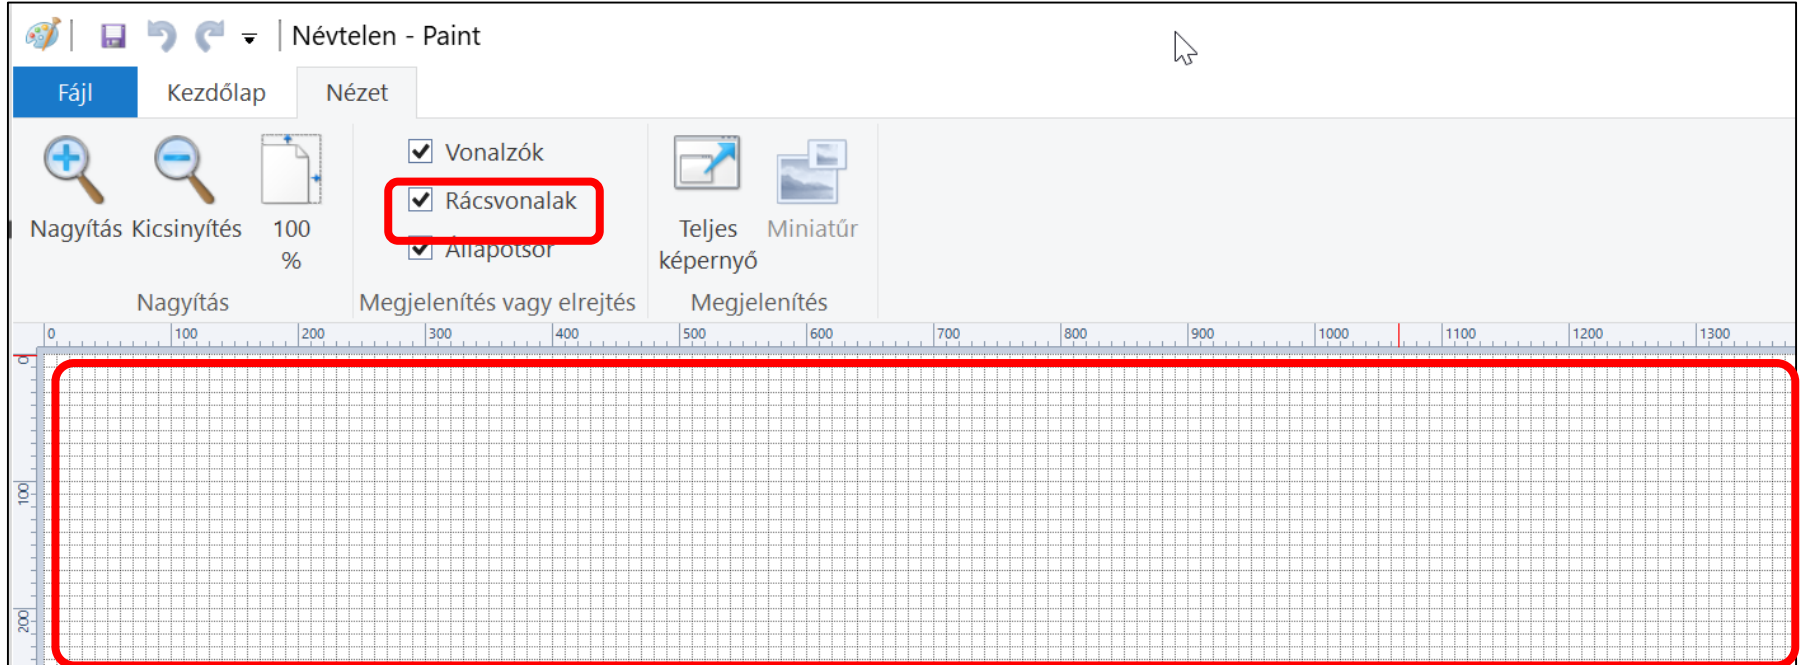 Névtelen - Paint
Fájl Kezdőlap Nézet
Vonalzók
Rácsvonalak
Nagyítás Kicsinyítés 100 Teljes Miniatűr
% Állapotsor képernyő
Nagyítás Megjelenítés vagy elrejtés Megjelenítés
0 100 200 300 400 500 600 700 800 900 1000 1100 1200 1300
0
100
200